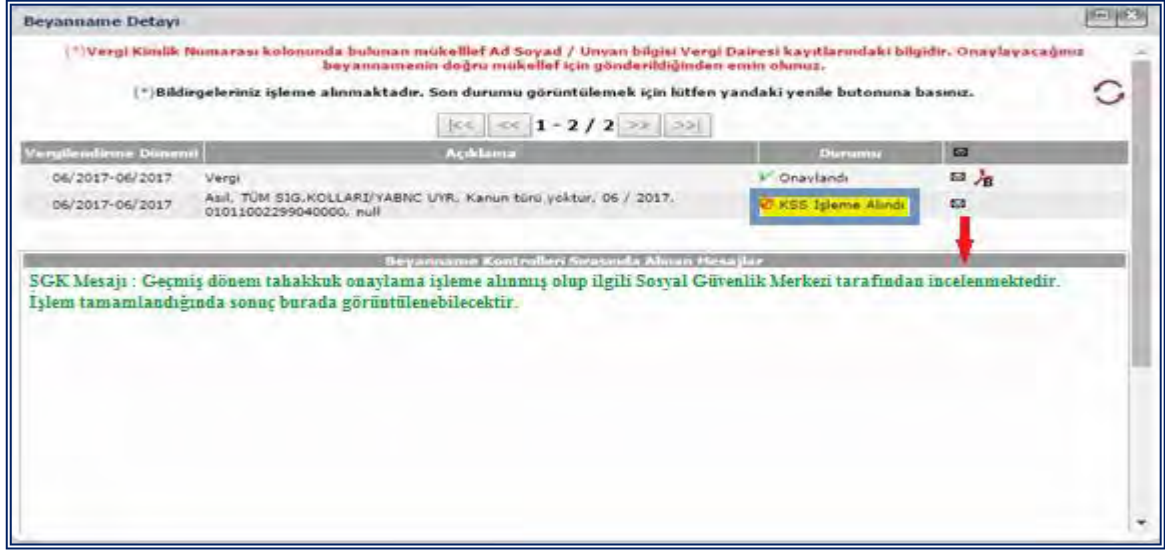 Beyanname Detayı
(*)Vergi Kimlik Numarası kolonunda bulunan mükelllef Ad Soyad / Unvan bilgisi Vergi Dairesi kayıtlarındaki bilgidir. Onaylayacağınız
beyannamenin doğru mükellef için gönderildiğinden emin olunuz.
(*)Bildirgeleriniz işleme alınmaktadır. Son durumu görüntülemek için lütfen yandaki yenile butonuna basınız.
|<< << 1 - 2 / 2 >> >>|
Vergilendirme Dönemi Açıklama Durumu
06/2017-06/2017 Vergi Onaylandı
06/2017-06/2017 Asıl, TÜM SIG.KOLLARI/YABNC UYR, Kanun türü yoktur, 06 / 2017, KSS İşleme Alındı
01011002299040000, null
Beyanname Kontrolleri Sırasında Alınan Mesajlar
SGK Mesajı : Geçmiş dönem tahakkuk onaylama işleme alınmış olup ilgili Sosyal Güvenlik Merkezi tarafından incelenmektedir.
İşlem tamamlandığında sonuç burada görüntülenebilecektir.